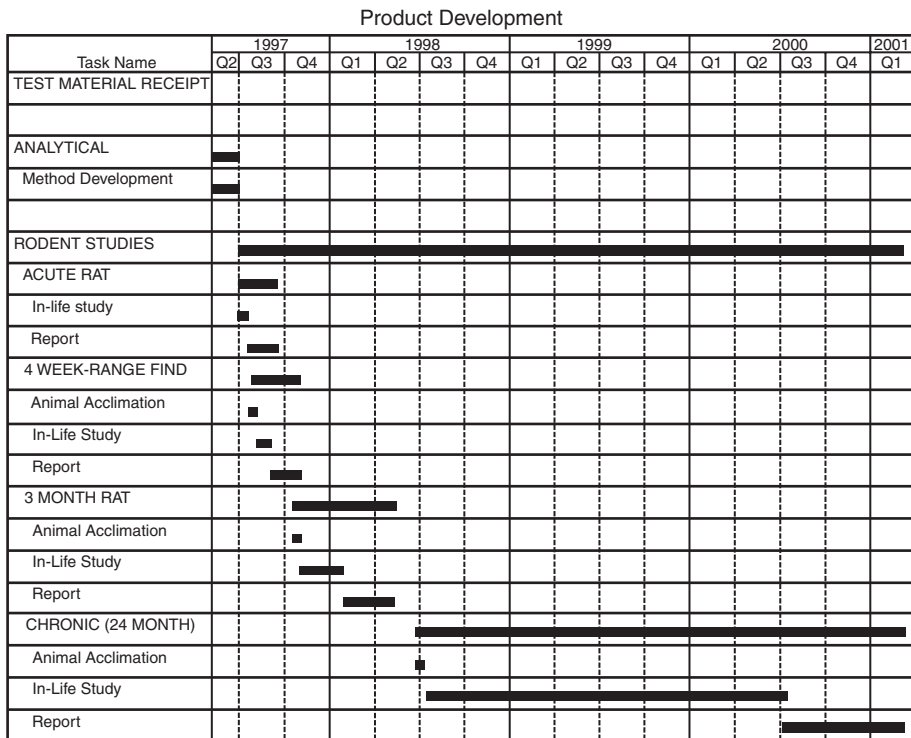 Product Development
1997 1998 1999 2000 2001
Task Name Q2 Q3 Q4 Q1 Q2 Q3 Q4 Q1 Q2 Q3 Q4 Q1 Q2 Q3 Q4 Q1
TEST MATERIAL RECEIPT
ANALYTICAL
Method Development
RODENT STUDIES
ACUTE RAT
In-life study
Report
4 WEEK-RANGE FIND
Animal Acclimation
In-Life Study
Report
3 MONTH RAT
Animal Acclimation
In-Life Study
Report
CHRONIC (24 MONTH)
Animal Acclimation
In-Life Study
Report